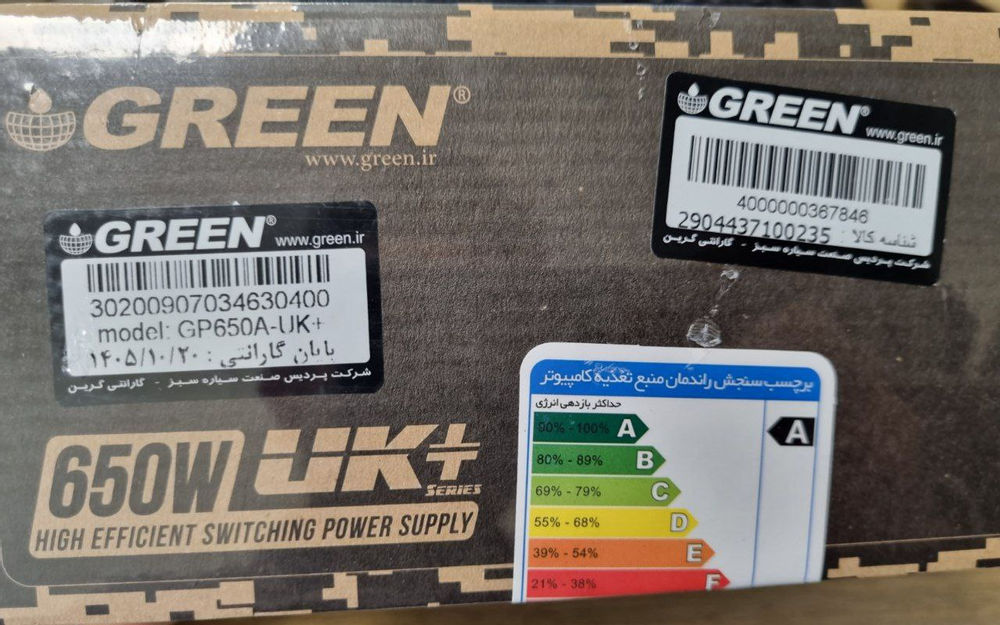 GREEN®
www.green.ir
GREEN® www.green.ir
30200907034630400
model: GP650A-UK+
پایان گارانتی : ۱۴۰۵/۱۰/۲۰
شرکت پردیس صنعت سیاره سبز - گارانتی گرین
GREEN® www.green.ir
4000000367846
شناسه کالا : 2904437100235
شرکت پردیس صنعت سیاره سبز - گارانتی گرین
650W UK+
SERIES
HIGH EFFICIENT SWITCHING POWER SUPPLY
برچسب سنجش راندمان منبع تغذیه کامپیوتر
حداکثر بازدهی انرژی
90% - 100% A
A
80% - 89% B
69% - 79% C
55% - 68% D
39% - 54% E
21% - 38% F